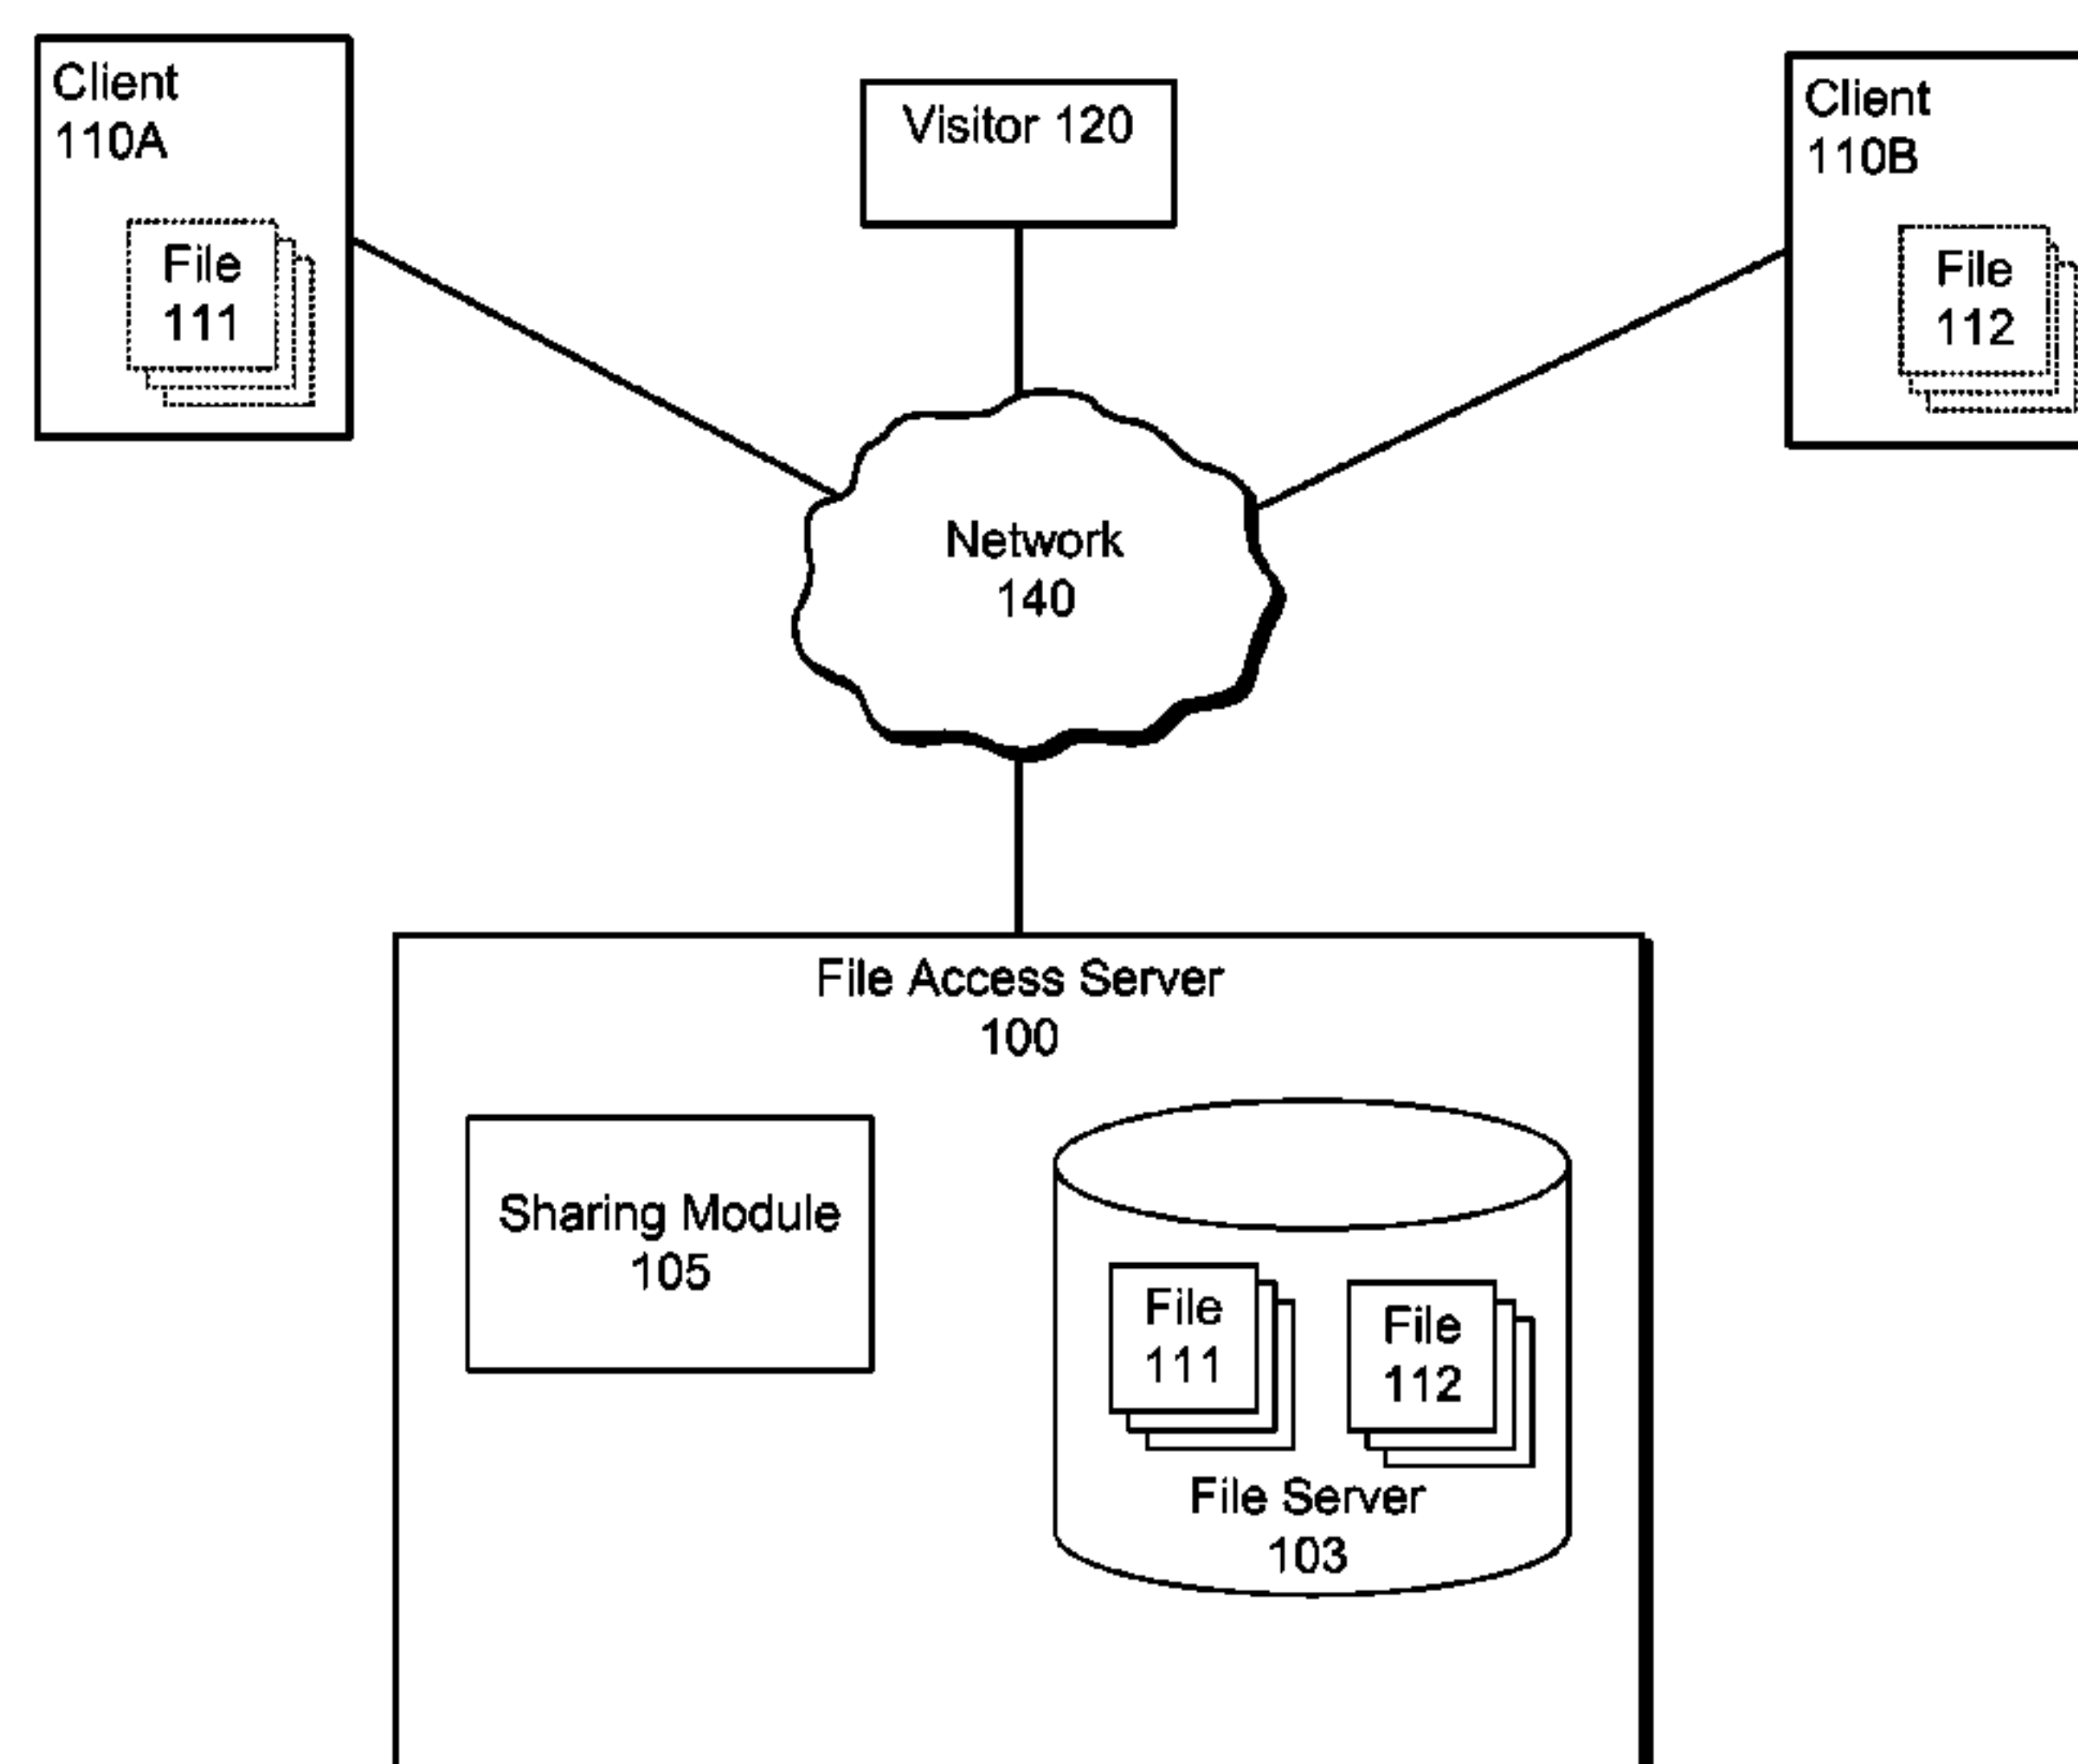 Client
110A
File
111
Visitor 120
Client
110B
File
112
Network
140
File Access Server
100
Sharing Module
105
File
111
File
112
File Server
103